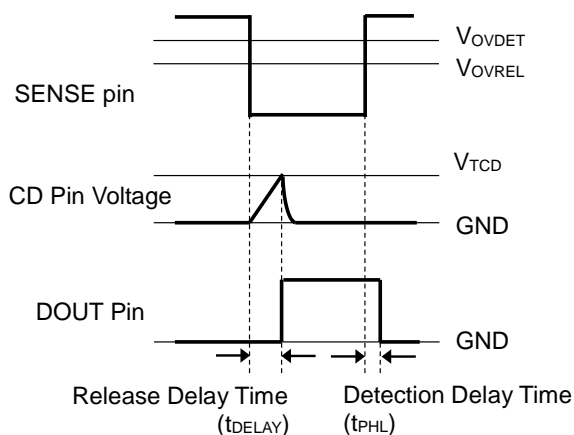 VOVDET
VOVREL
SENSE pin
VTCD
CD Pin Voltage
GND
DOUT Pin
GND
Release Delay Time
(tDELAY)
Detection Delay Time
(tPHL)